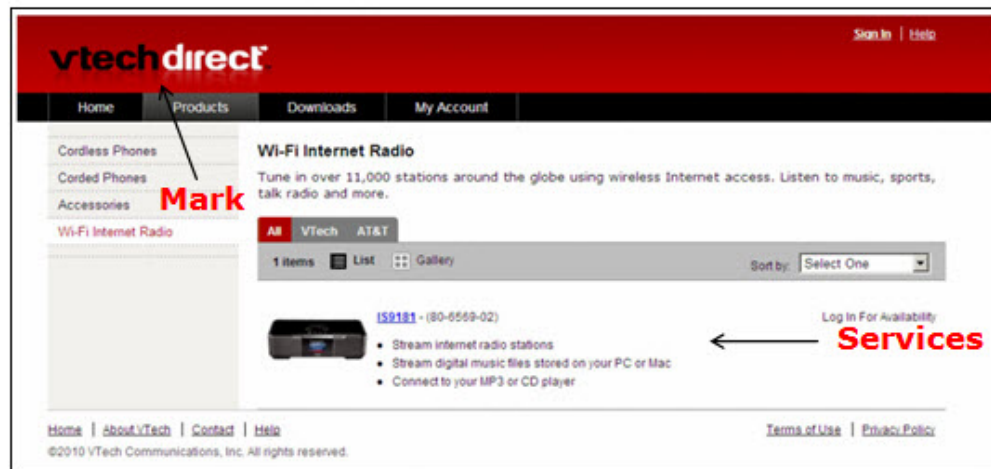 Sign In | Help
vtechdirect
Home Products Downloads My Account
Cordless Phones
Corded Phones
Accessories
Wi-Fi Internet Radio
Mark
Wi-Fi Internet Radio
Tune in over 11,000 stations around the globe using wireless Internet access. Listen to music, sports,
talk radio and more.
All VTech AT&T
1 items List Gallery Sort by: Select One
IS9181 - (80-6569-02) Log In For Availability
• Stream internet radio stations
• Stream digital music files stored on your PC or Mac
• Connect to your MP3 or CD player
Services
Home | About VTech | Contact | Help Terms of Use | Privacy Policy
©2010 VTech Communications, Inc. All rights reserved.